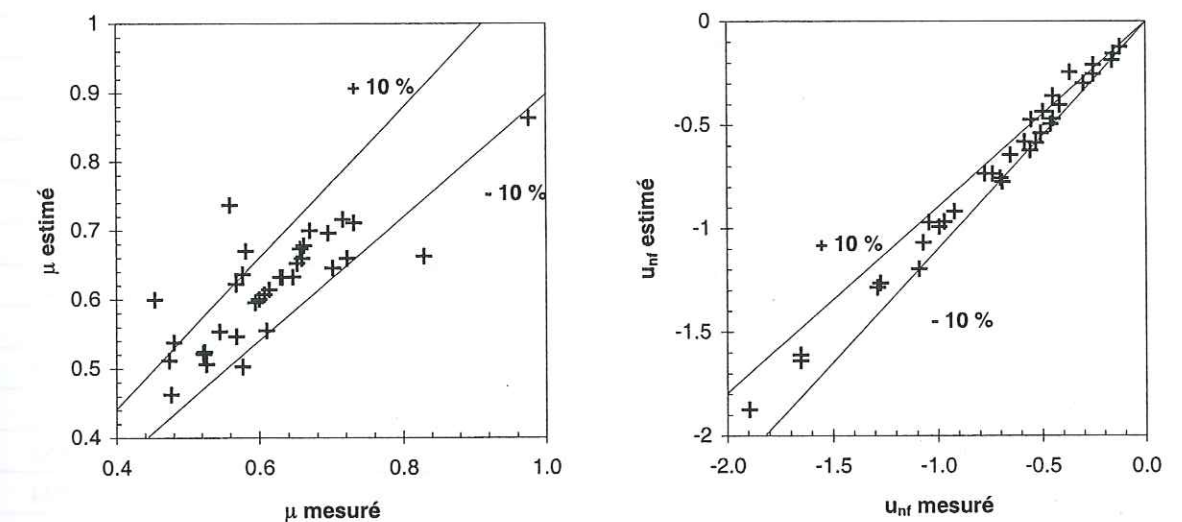 1
0.9
0.8
0.7
0.6
0.5
0.4
0.4 0.6 0.8 1.0
µ estimé
µ mesuré
+ 10 %
- 10 %
0
-0.5
-1
-1.5
-2
-2.0 -1.5 -1.0 -0.5 0.0
unf estimé
unf mesuré
+ 10 %
- 10 %